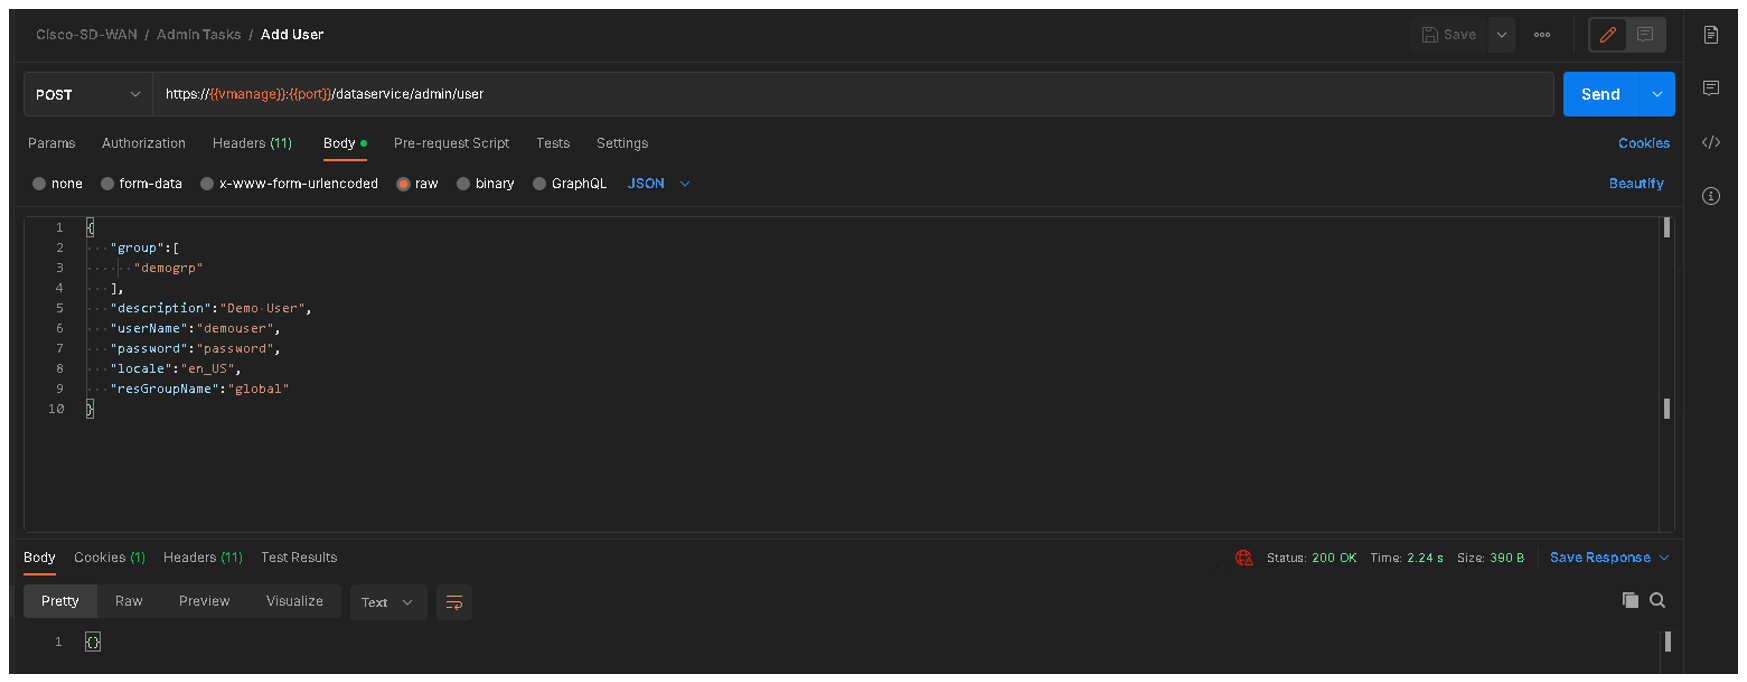 Cisco-SD-WAN / Admin Tasks / Add User
Save
POST https://{{vmanage}}:{{port}}/dataservice/admin/user Send
Params Authorization Headers (11) Body Pre-request Script Tests Settings Cookies
none form-data x-www-form-urlencoded raw binary GraphQL JSON Beautify
1 {
2 "group":[
3 "demogrp"
4 ],
5 "description":"Demo User",
6 "userName":"demouser",
7 "password":"password",
8 "locale":"en_US",
9 "resGroupName":"global"
10 }
Body Cookies (1) Headers (11) Test Results Status: 200 OK Time: 2.24 s Size: 390 B Save Response
Pretty Raw Preview Visualize Text
1 {}